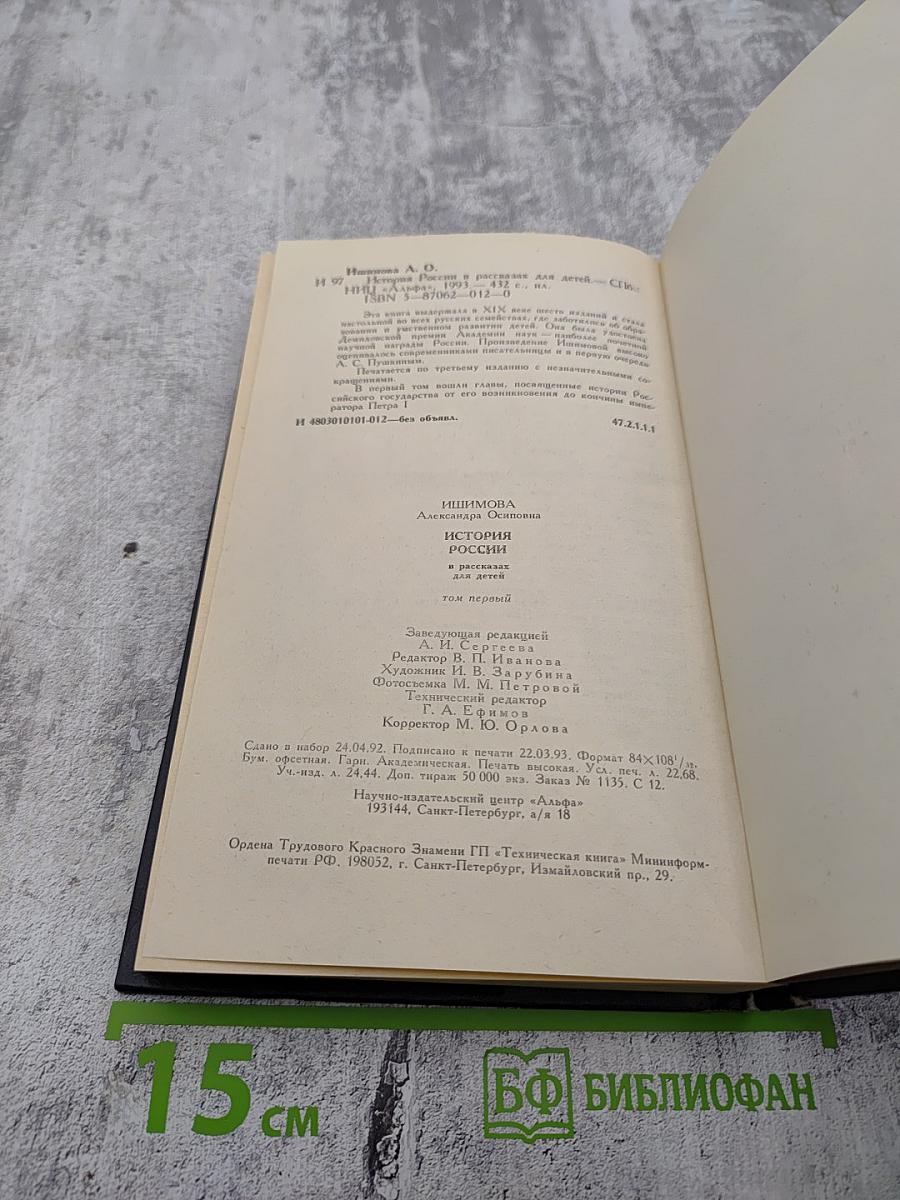 Ишимова А. О.
И 97 История России в рассказах для детей.— СПб.:
НИЦ «Альфа», 1993.— 432 с., ил.
ISBN 5—87062—012—0
Эта книга выдержала в XIX веке шесть изданий и стала
настольной во всех русских семействах, где заботились об обра-
зовании и умственном развитии детей. Она была удостоена
Демидовской премии Академии наук — наиболее почетной
научной награды России. Произведение Ишимовой высоко
оценивалось современниками писательницы и в первую очередь
А. С. Пушкиным.
Печатается по третьему изданию с незначительными со-
кращениями.
В первый том вошли главы, посвященные истории Рос-
сийского государства от его возникновения до кончины импе-
ратора Петра I
И 4803010101-012—без объявл. 47.2.1.1.1
ИШИМОВА
Александра Осиповна
ИСТОРИЯ
РОССИИ
в рассказах
для детей
том первый
Заведующая редакцией
А. И. Сергеева
Редактор В. П. Иванова
Художник И. В. Зарубина
Фотосъемка М. М. Петровой
Технический редактор
Г. А. Ефимов
Корректор М. Ю. Орлова
Сдано в набор 24.04.92. Подписано к печати 22.03.93. Формат 84×108¹/₃₂.
Бум. офсетная. Гарн. Академическая. Печать высокая. Усл. печ. л. 22,68.
Уч.-изд. л. 24,44. Доп. тираж 50 000 экз. Заказ № 1135. С 12.
Научно-издательский центр «Альфа»
193144, Санкт-Петербург, а/я 18
Ордена Трудового Красного Знамени ГП «Техническая книга» Мининформ-
печати РФ. 198052, г. Санкт-Петербург, Измайловский пр., 29.
15 см
БФ БИБЛИОФАН